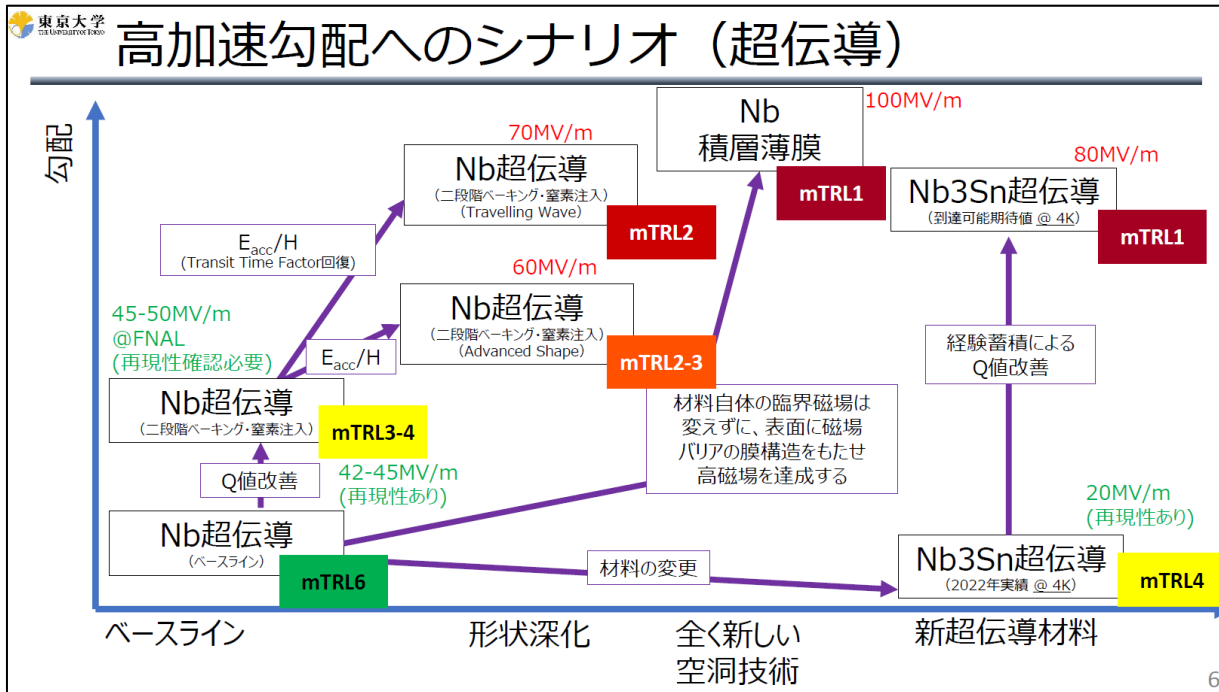 東京大学
THE UNIVERSITY OF TOKYO
高加速勾配へのシナリオ（超伝導）
勾配
70MV/m
Nb超伝導
（二段階ベーキング・窒素注入）
(Travelling Wave)
mTRL2
Nb
積層薄膜
100MV/m
mTRL1
80MV/m
Nb3Sn超伝導
（到達可能期待値 @ 4K）
mTRL1
Eacc/H
(Transit Time Factor回復)
60MV/m
Nb超伝導
（二段階ベーキング・窒素注入）
(Advanced Shape)
mTRL2-3
45-50MV/m
@FNAL
(再現性確認必要)
Eacc/H
Nb超伝導
（二段階ベーキング・窒素注入）
mTRL3-4
材料自体の臨界磁場は
変えずに、表面に磁場
バリアの膜構造をもたせ
高磁場を達成する
経験蓄積による
Q値改善
Q値改善
42-45MV/m
(再現性あり)
Nb超伝導
（ベースライン）
mTRL6
材料の変更
20MV/m
(再現性あり)
Nb3Sn超伝導
（2022年実績 @ 4K）
mTRL4
ベースライン
形状深化
全く新しい
空洞技術
新超伝導材料
6